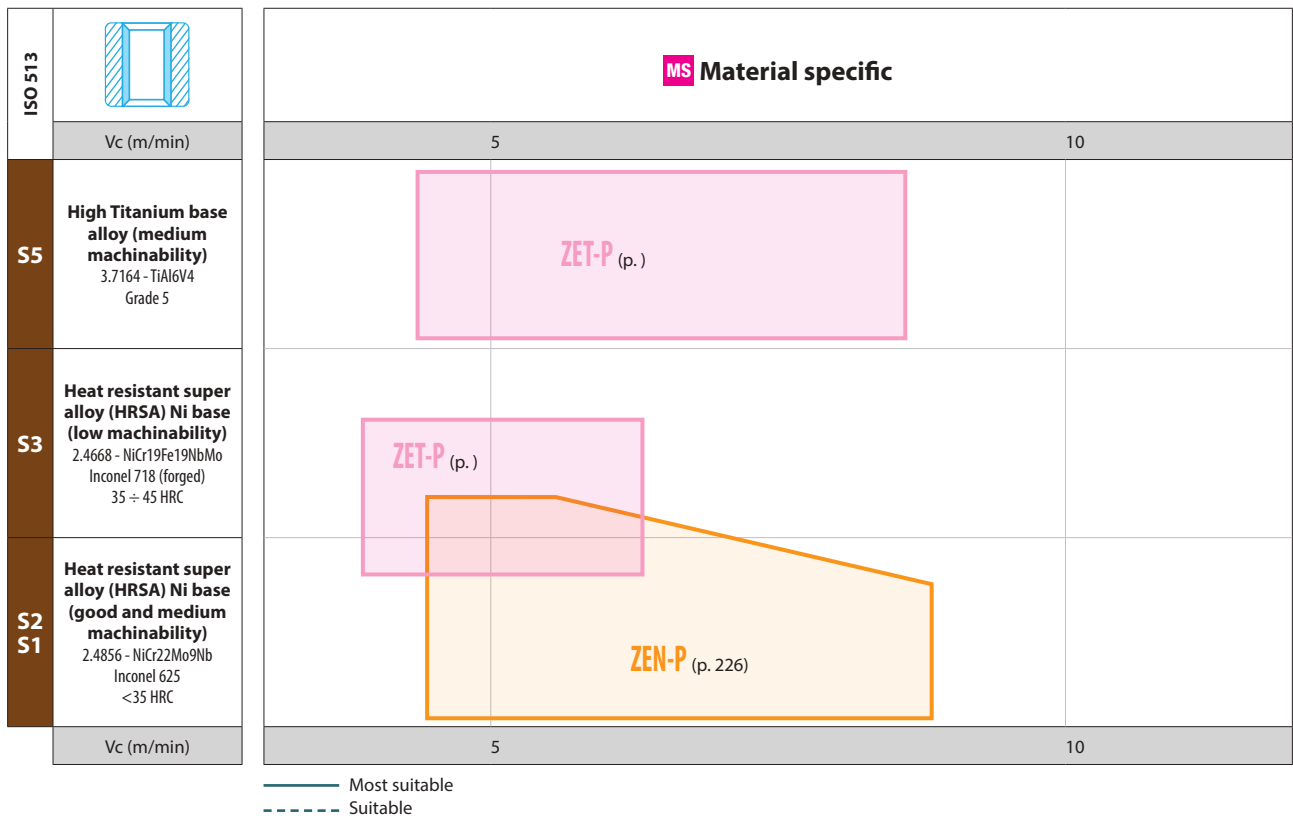 ISO 513
MS Material specific
Vc (m/min)
5
10
S5
High Titanium base
alloy (medium
machinability)
3.7164 - TiAl6V4
Grade 5
ZET-P (p. )
S3
Heat resistant super
alloy (HRSA) Ni base
(low machinability)
2.4668 - NiCr19Fe19NbMo
Inconel 718 (forged)
35 ÷ 45 HRC
ZET-P (p. )
S2
S1
Heat resistant super
alloy (HRSA) Ni base
(good and medium
machinability)
2.4856 - NiCr22Mo9Nb
Inconel 625
<35 HRC
ZEN-P (p. 226)
Vc (m/min)
5
10
Most suitable
Suitable